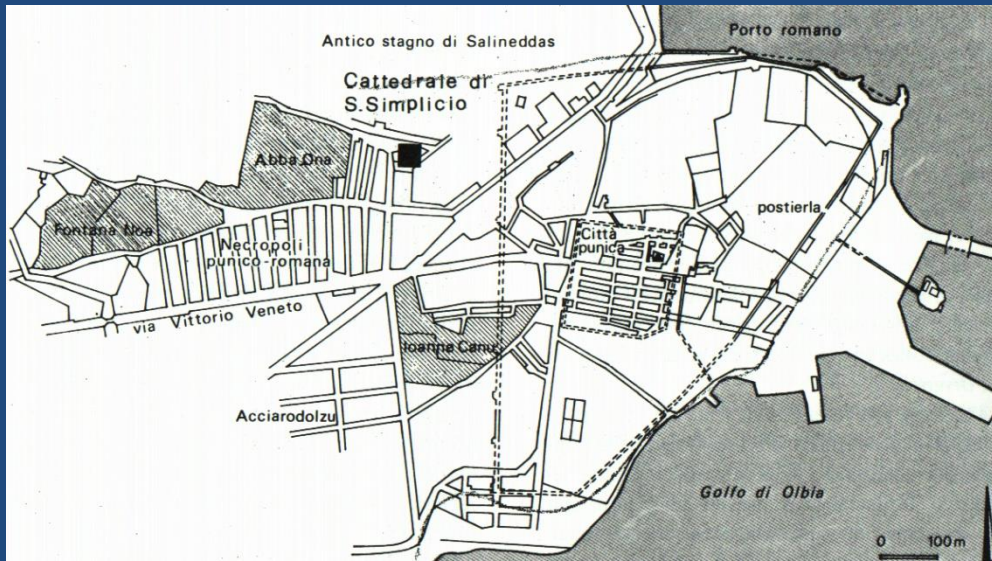 Porto romano
Antico stagno di Salineddas
Cattedrale di
S.Simplicio
Abba Ona
postierla
Fontana Noa
Città
punica
Necropoli
punico-romana
via Vittorio Veneto
Ioanna Canu
Acciarodolzu
Golfo di Olbia
0 100m